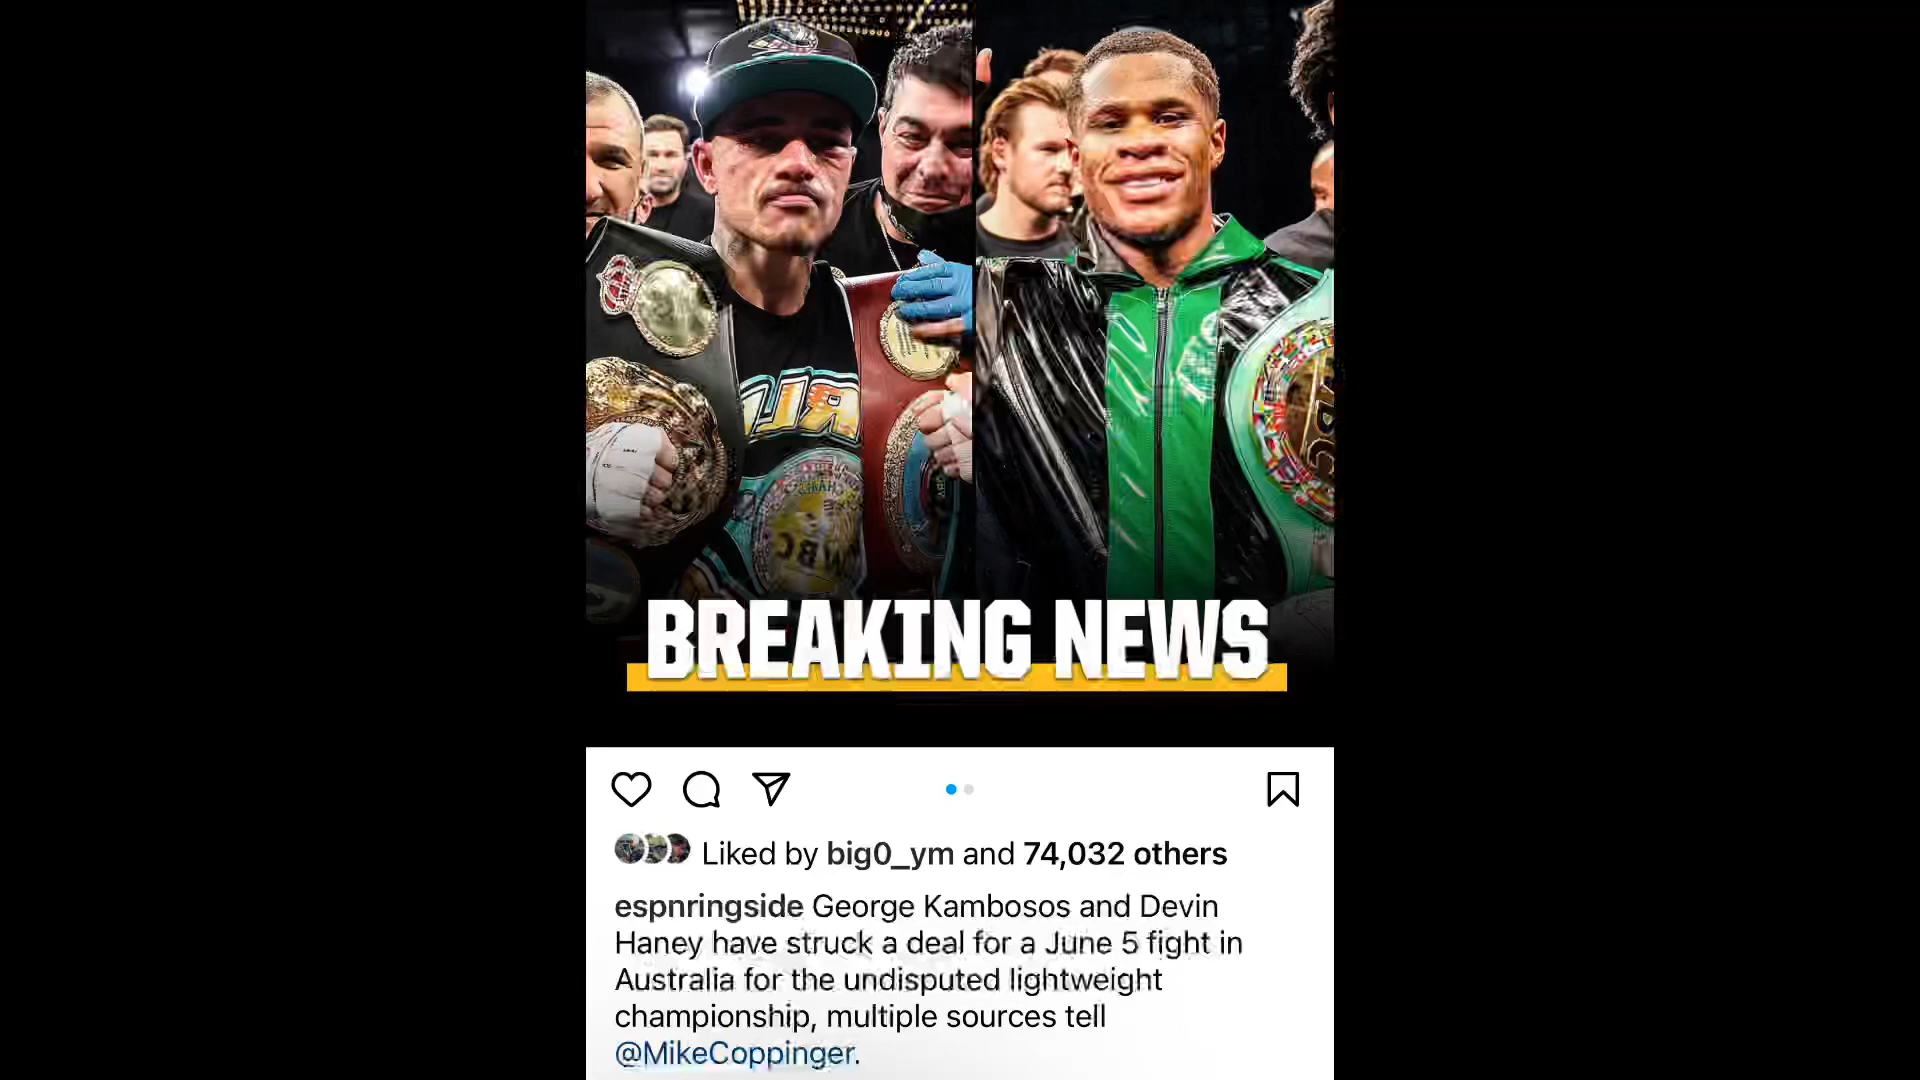 WBC
BREAKING NEWS
Liked by big0_ym and 74,032 others
espnringside George Kambosos and Devin
Haney have struck a deal for a June 5 fight in
Australia for the undisputed lightweight
championship, multiple sources tell
@MikeCoppinger.